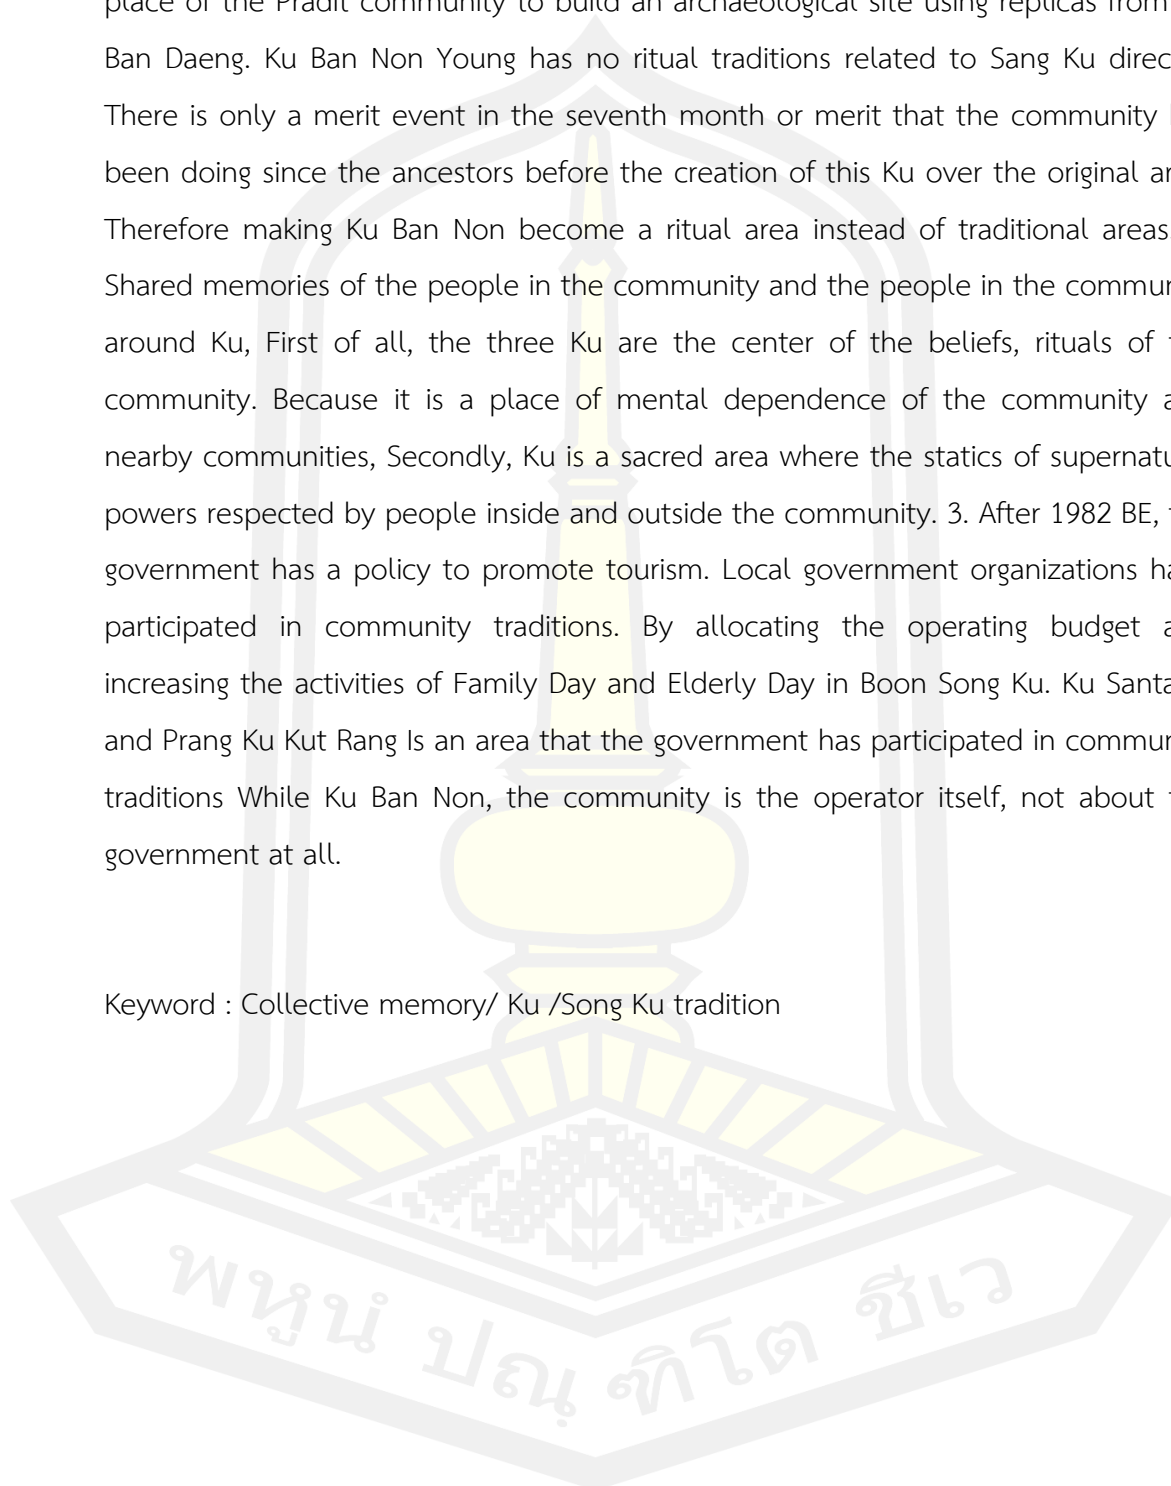 place of the Pradit community to build an archaeological site using replicas from
Ban Daeng. Ku Ban Non Young has no ritual traditions related to Sang Ku
There is only a merit event in the seventh month or merit that the community
been doing since the ancestors before the creation of this Ku over the original
Therefore making Ku Ban Non become a ritual area instead of traditional areas
Shared memories of the people in the community and the people in the
around Ku, First of all, the three Ku are the center of the beliefs, rituals of
community. Because it is a place of mental dependence of the community
nearby communities, Secondly, Ku is a sacred area where the statics of
powers respected by people inside and outside the community. 3. After 1982 BE,
government has a policy to promote tourism. Local government organizations
participated in community traditions. By allocating the operating budget
increasing the activities of Family Day and Elderly Day in Boon Song Ku. Ku
and Prang Ku Kut Rang Is an area that the government has participated in
traditions While Ku Ban Non, the community is the operator itself, not about
government at all.
Keyword : Collective memory/ Ku /Song Ku tradition
พหูนํ ปณฺฑิโต ชีเว